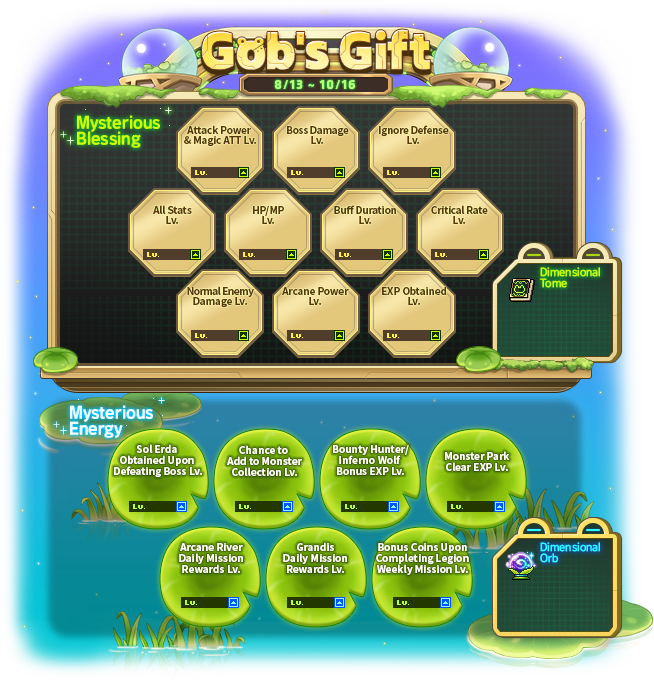 Gob's Gift
8/13 ~ 10/16
Mysterious
Blessing
Attack Power
& Magic ATT Lv.
Lv.
Boss Damage
Lv.
Lv.
Ignore Defense
Lv.
Lv.
All Stats
Lv.
Lv.
HP/MP
Lv.
Lv.
Buff Duration
Lv.
Lv.
Critical Rate
Lv.
Lv.
Normal Enemy
Damage Lv.
Lv.
Arcane Power
Lv.
Lv.
EXP Obtained
Lv.
Lv.
Dimensional
Tome
Mysterious
Energy
Sol Erda
Obtained Upon
Defeating Boss Lv.
Lv.
Chance to
Add to Monster
Collection Lv.
Lv.
Bounty Hunter/
Inferno Wolf
Bonus EXP Lv.
Lv.
Monster Park
Clear EXP Lv.
Lv.
Arcane River
Daily Mission
Rewards Lv.
Lv.
Grandis
Daily Mission
Rewards Lv.
Lv.
Bonus Coins Upon
Completing Legion
Weekly Mission Lv.
Lv.
Dimensional
Orb